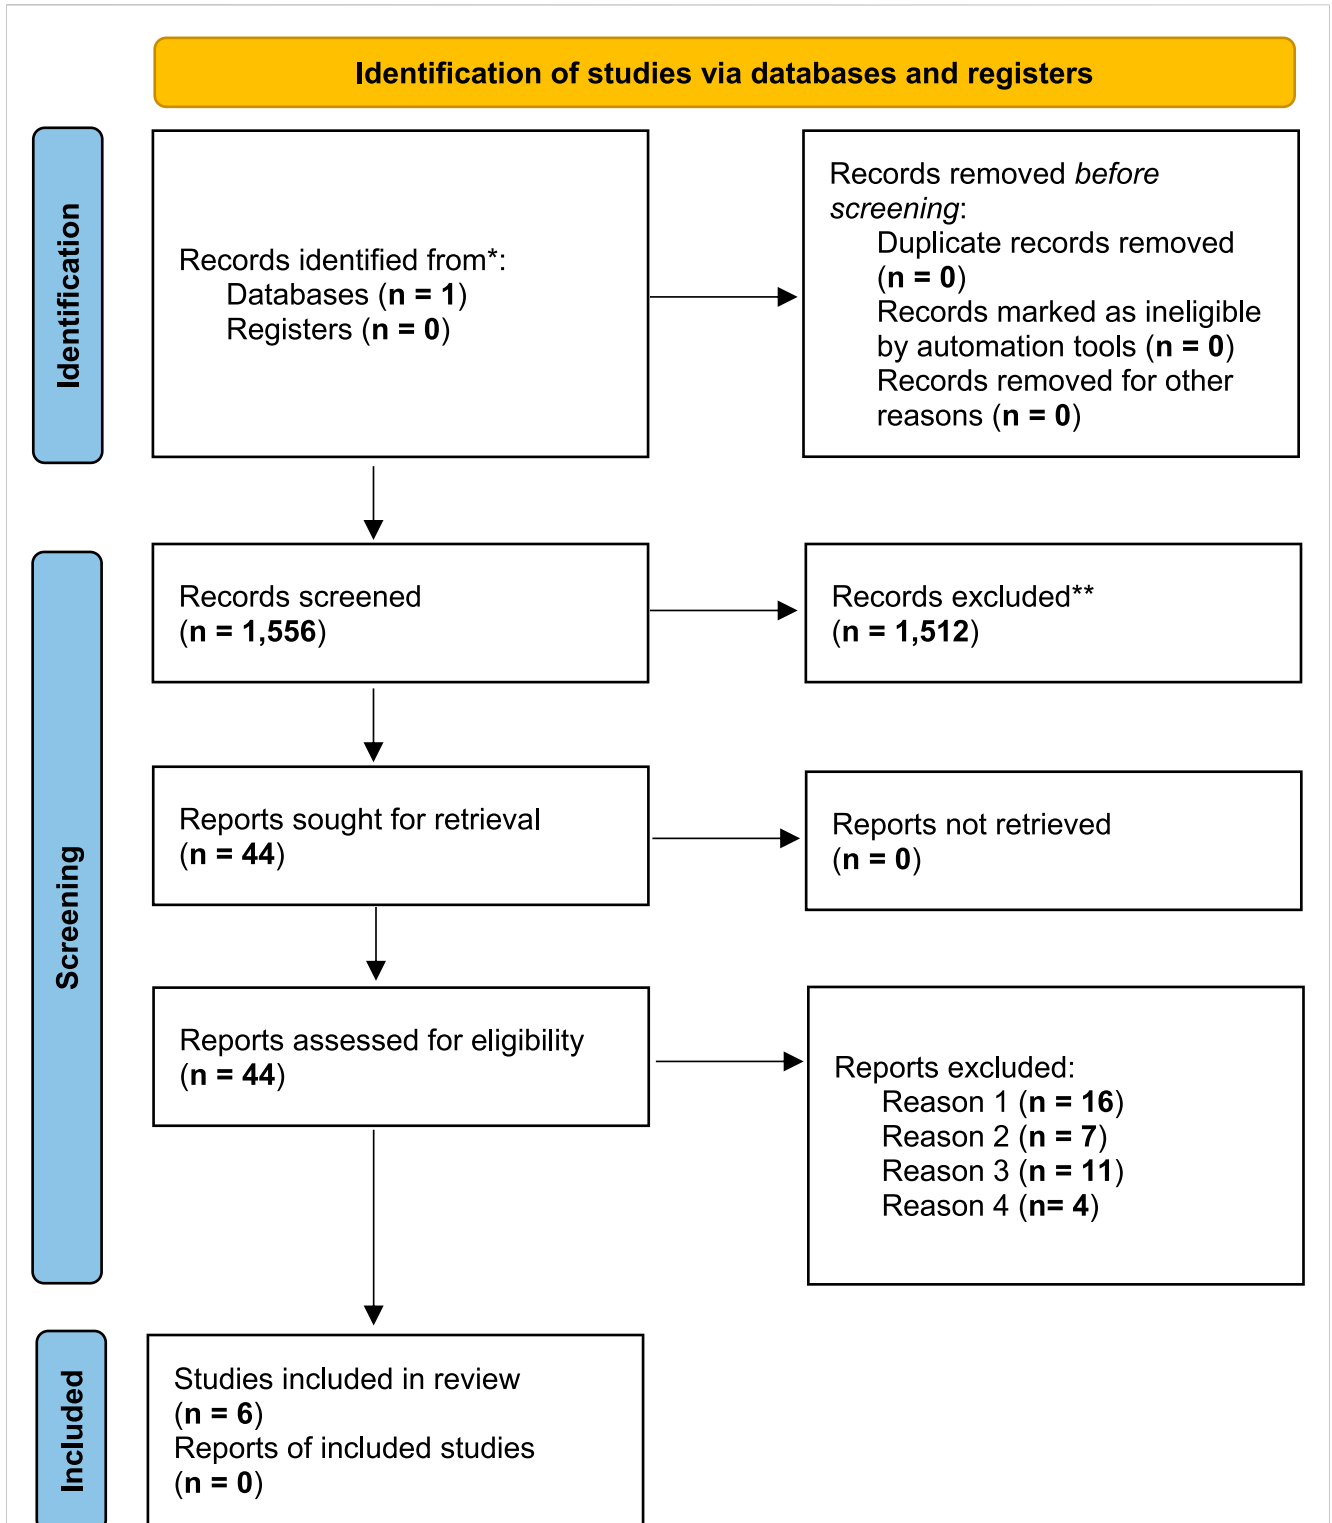 Identification of studies via databases and registers
Identification
Records identified from*:
Databases (n = 1)
Registers (n = 0)
Records removed before
screening:
Duplicate records removed
(n = 0)
Records marked as ineligible
by automation tools (n = 0)
Records removed for other
reasons (n = 0)
Screening
Records screened
(n = 1,556)
Records excluded**
(n = 1,512)
Reports sought for retrieval
(n = 44)
Reports not retrieved
(n = 0)
Reports assessed for eligibility
(n = 44)
Reports excluded:
Reason 1 (n = 16)
Reason 2 (n = 7)
Reason 3 (n = 11)
Reason 4 (n= 4)
Included
Studies included in review
(n = 6)
Reports of included studies
(n = 0)